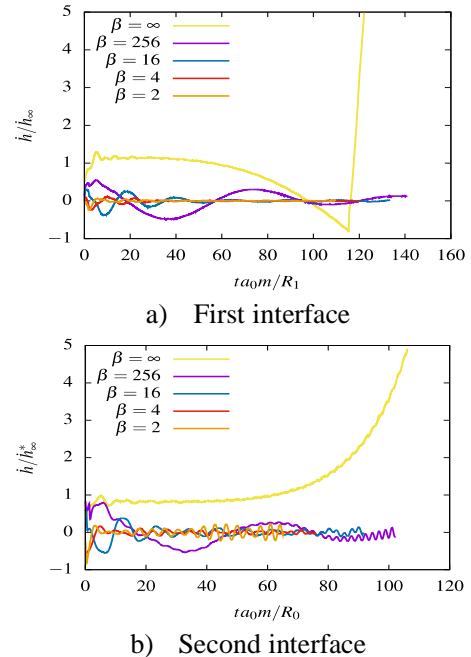 5
4
3
2
1
0
−1
ḣ/ḣ∞
β = ∞
β = 256
β = 16
β = 4
β = 2
0 20 40 60 80 100 120 140 160
ta₀m/R₁
a) First interface
5
4
3
2
1
0
−1
ḣ/ḣ*∞
β = ∞
β = 256
β = 16
β = 4
β = 2
0 20 40 60 80 100 120
ta₀m/R₀
b) Second interface